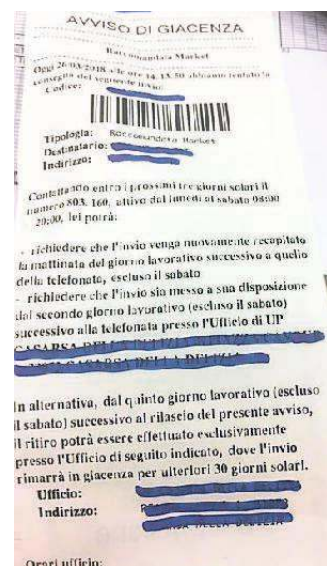 AVVISO DI GIACENZA
Raccomandata Market
Oggi 26/03/2018 alle ore 14.13.50 abbiamo tentato la
consegna del seguente invio:
Codice:
Tipologia: Raccomandata Market
Destinatario:
Indirizzo:
Contattando entro i prossimi tre giorni solari il
numero 803. 160, attivo dal lunedì al sabato 08:00
20:00, lei potrà:
- richiedere che l'invio venga nuovamente recapitato
la mattinata del giorno lavorativo successivo a quello
della telefonata, escluso il sabato
- richiedere che l'invio sia messo a sua disposizione
dal secondo giorno lavorativo (escluso il sabato)
successivo alla telefonata presso l'Ufficio di UP
CASARSA DELLA DELIZIA
In alternativa, dal quinto giorno lavorativo (escluso
il sabato) successivo al rilascio del presente avviso,
il ritiro potrà essere effettuato esclusivamente
presso l'Ufficio di seguito indicato, dove l'invio
rimarrà in giacenza per ulteriori 30 giorni solari.
Ufficio:
Indirizzo:
Orari ufficio: